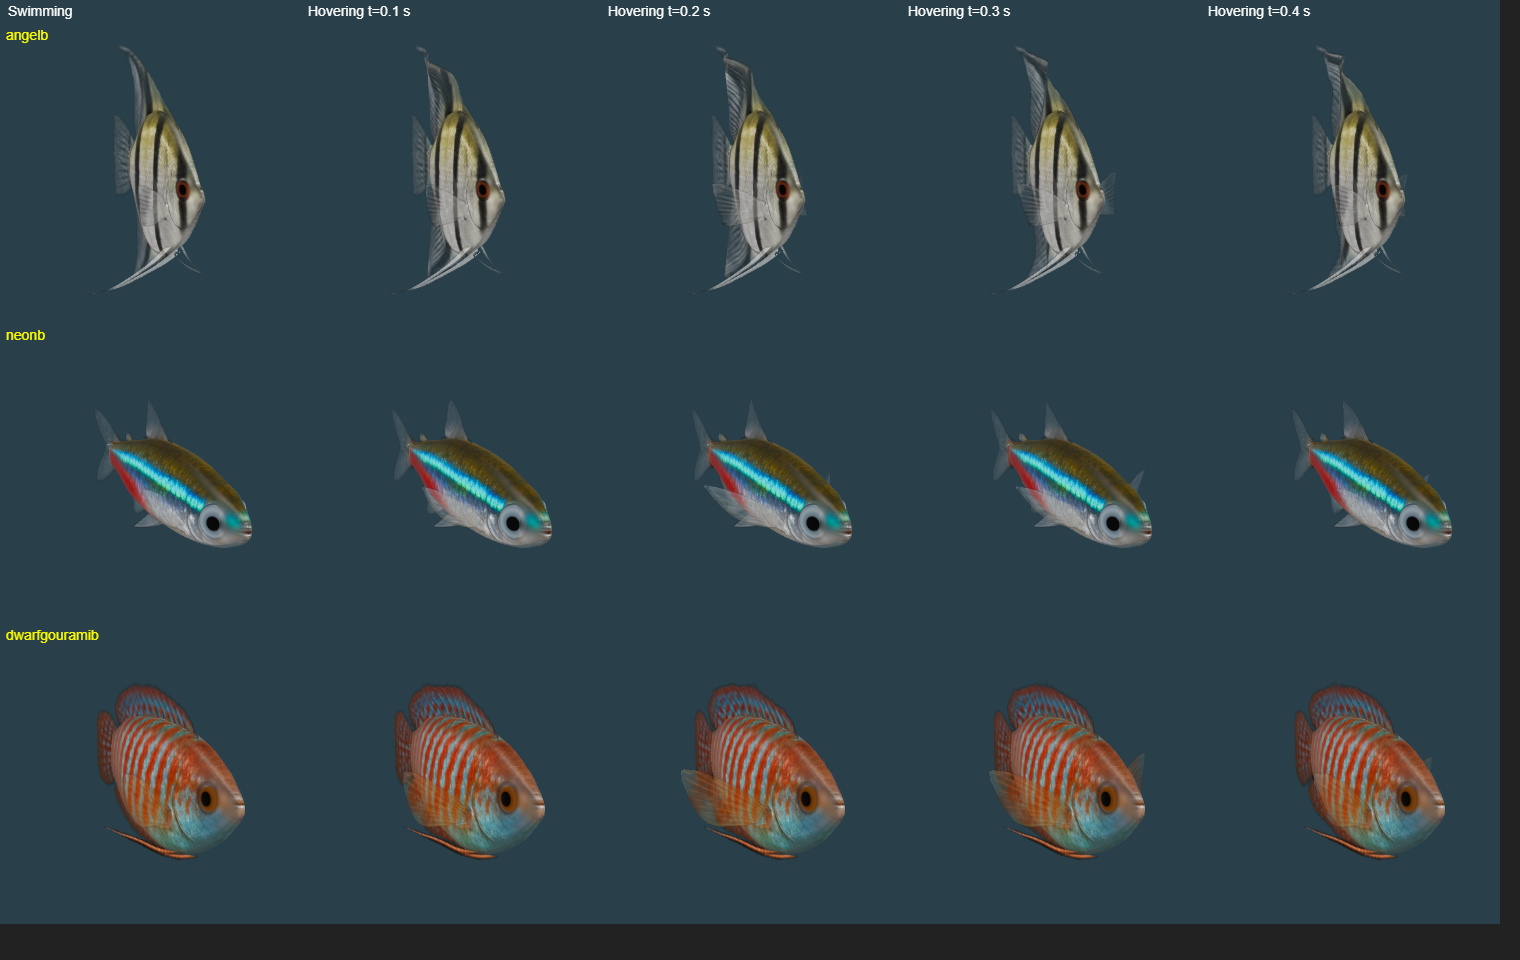 Swimming
Hovering t=0.1 s
Hovering t=0.2 s
Hovering t=0.3 s
Hovering t=0.4 s
angelb
neonb
dwarfgouramib